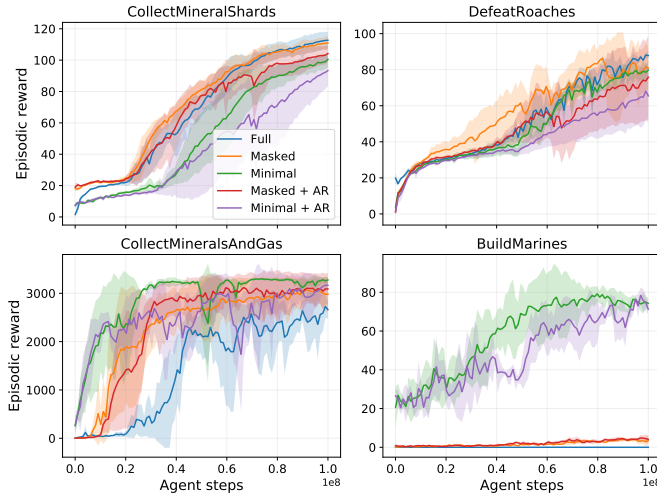 CollectMineralShards
DefeatRoaches
120
100
80
60
40
20
0
Episodic reward
Full
Masked
Minimal
Masked + AR
Minimal + AR
100
80
60
40
20
0
CollectMineralsAndGas
BuildMarines
3000
2000
1000
0
Episodic reward
0.0
0.2
0.4
0.6
0.8
1.0
1e8
Agent steps
80
60
40
20
0
0.0
0.2
0.4
0.6
0.8
1.0
1e8
Agent steps